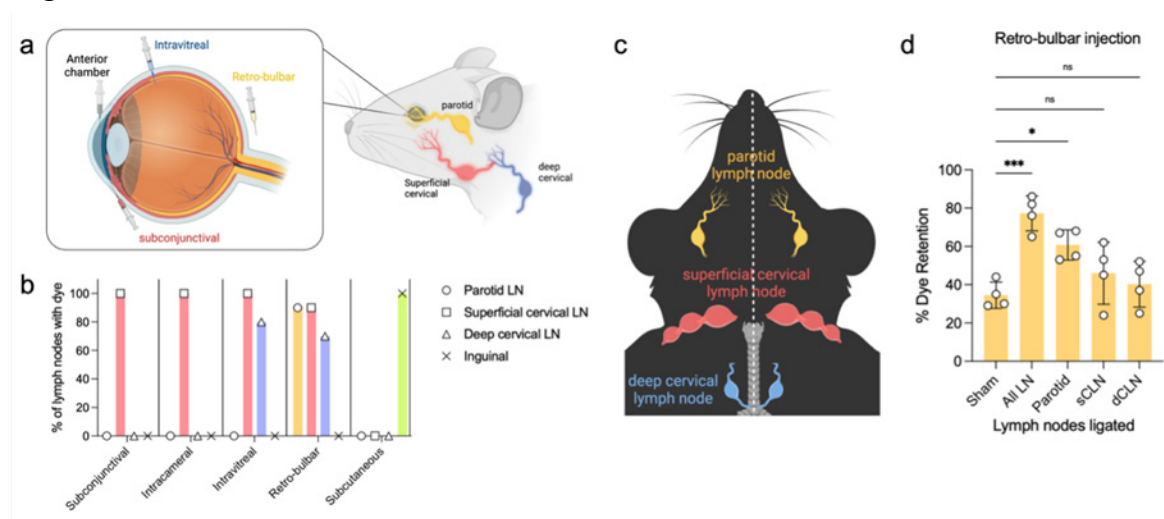 a
Intravitreal
Anterior
chamber
Retro-bulbar
subconjunctival
parotid
Superficial
cervical
deep
cervical
b
% of lymph nodes with dye
100
80
60
40
20
0
Subconjunctival
Intracameral
Intravitreal
Retro-bulbar
Subcutaneous
Parotid LN
Superficial cervical LN
Deep cervical LN
Inguinal
c
parotid
lymph node
superficial cervical
lymph node
deep cervical
lymph node
d
Retro-bulbar injection
ns
ns
*
***
% Dye Retention
100
80
60
40
20
0
Sham
All LN
Parotid
sCLN
dCLN
Lymph nodes ligated